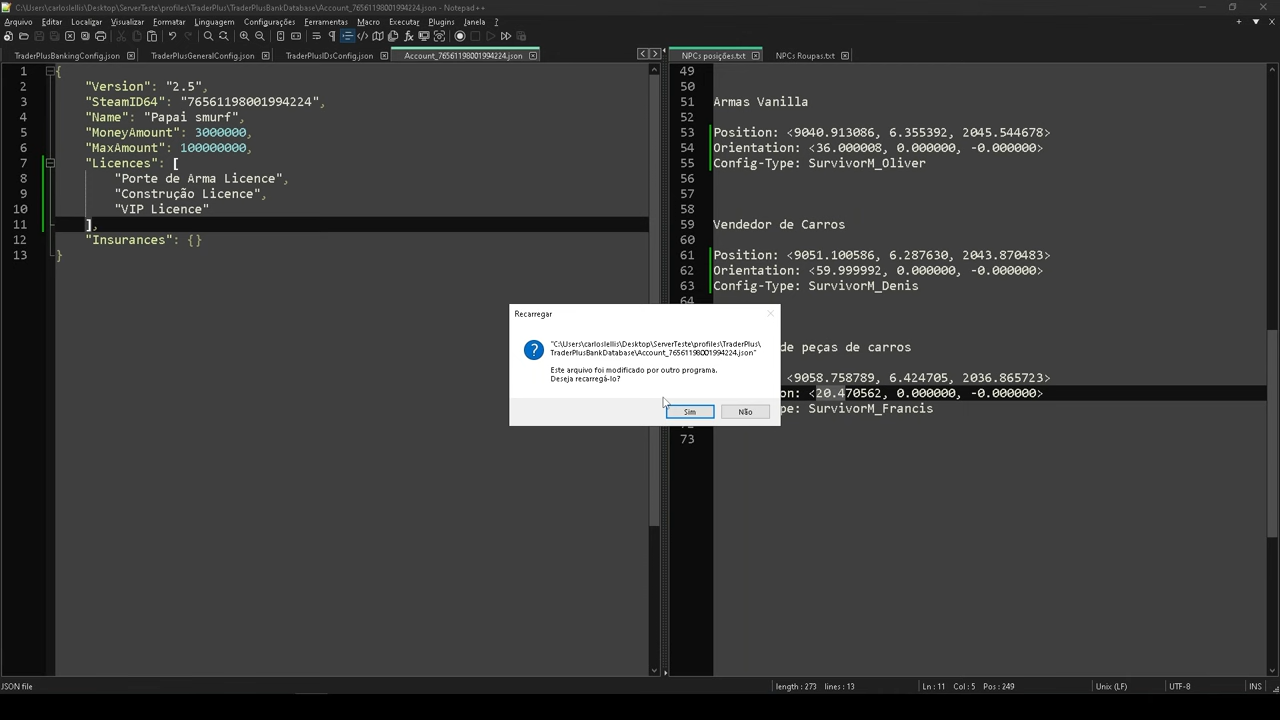 C:\Users\carloslellis\Desktop\ServerTeste\profiles\TraderPlus\TraderPlusBankDatabase\Account_76561198001994224.json - Notepad++
Arquivo Editar Localizar Visualizar Formatar Linguagem Configurações Ferramentas Macro Executar Plugins Janela ?
TraderPlusBankingConfig.json TraderPlusGeneralConfig.json TraderPlusIDsConfig.json Account_76561198001994224.json
1 {
2 "Version": "2.5",
3 "SteamID64": "76561198001994224",
4 "Name": "Papai smurf",
5 "MoneyAmount": 3000000,
6 "MaxAmount": 100000000,
7 "Licences": [
8 "Porte de Arma Licence",
9 "Construção Licence",
10 "VIP Licence"
11 ],
12 "Insurances": {}
13 }
NPCs posições.txt NPCs Roupas.txt
49
50
51 Armas Vanilla
52
53 Position: <9040.913086, 6.355392, 2045.544678>
54 Orientation: <36.000008, 0.000000, -0.000000>
55 Config-Type: SurvivorM_Oliver
56
57
58
59 Vendedor de Carros
60
61 Position: <9051.100586, 6.287630, 2043.870483>
62 Orientation: <59.999992, 0.000000, -0.000000>
63 Config-Type: SurvivorM_Denis
64
de peças de carros
<9058.758789, 6.424705, 2036.865723>
on: <20.470562, 0.000000, -0.000000>
ype: SurvivorM_Francis
73
Recarregar
"C:\Users\carloslellis\Desktop\ServerTeste\profiles\TraderPlus\
TraderPlusBankDatabase\Account_76561198001994224.json"
Este arquivo foi modificado por outro programa.
Deseja recarregá-lo?
Sim Não
JSON file length : 273 lines : 13 Ln : 11 Col : 5 Pos : 249 Unix (LF) UTF-8 INS